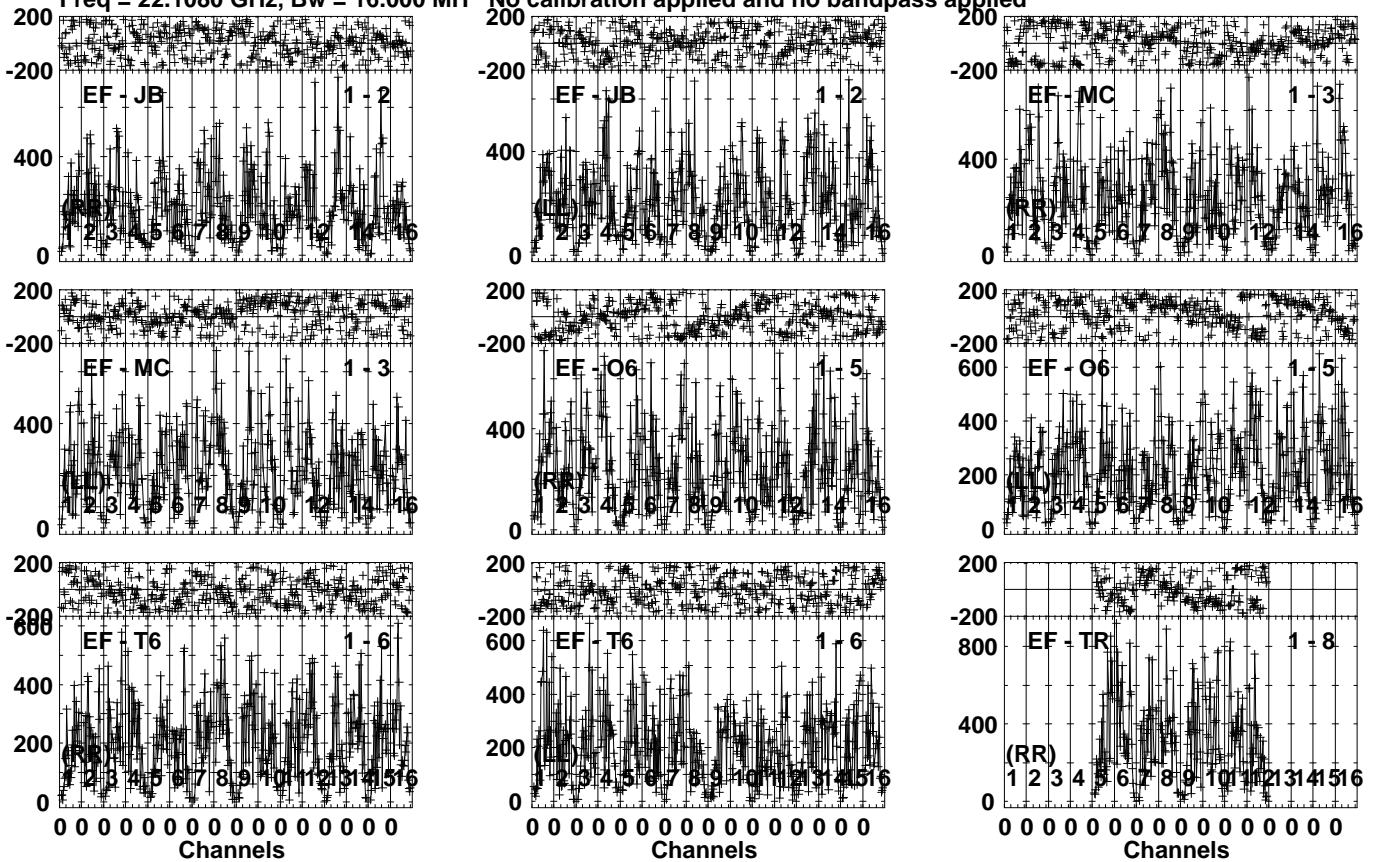 Freq = 22.1080 GHz, Bw = 16.000 MH No calibration applied and no bandpass applied
200 200 200
-200 -200 -200
EF - JB 1 - 2 EF - JB 1 - 2 EF - MC 1 - 3
400 400 400
(RR) (LL) (RR)
1 2 3 4 5 6 7 8 9 10 12 14 16 1 2 3 4 5 6 7 8 9 10 12 14 16 1 2 3 4 5 6 7 8 9 10 12 14 16
0 0 0
200 200 200
-200 -200 -200
EF - MC 1 - 3 EF - O6 1 - 5 EF - O6 1 - 5
600
400 400 400
200
(LL) (RR) (LL)
1 2 3 4 5 6 7 8 9 10 12 14 16 1 2 3 4 5 6 7 8 9 10 12 14 16 1 2 3 4 5 6 7 8 9 10 12 14 16
0 0 0
200 200 200
-200 -200 -200
600 EF - T6 1 - 6 600 EF - T6 1 - 6 800 EF - TR 1 - 8
400 400 400
200 200
(RR) (LL) (RR)
1 2 3 4 5 6 7 8 9 10 11 12 13 14 15 16 1 2 3 4 5 6 7 8 9 10 11 12 13 14 15 16 1 2 3 4 5 6 7 8 9 10 11 12 13 14 15 16
0 0 0
0 0 0 0 0 0 0 0 0 0 0 0 0 0 0 0 0 0 0 0 0 0 0 0 0 0 0 0 0 0 0 0 0 0 0 0 0 0 0 0 0 0 0 0 0 0 0 0
Channels Channels Channels